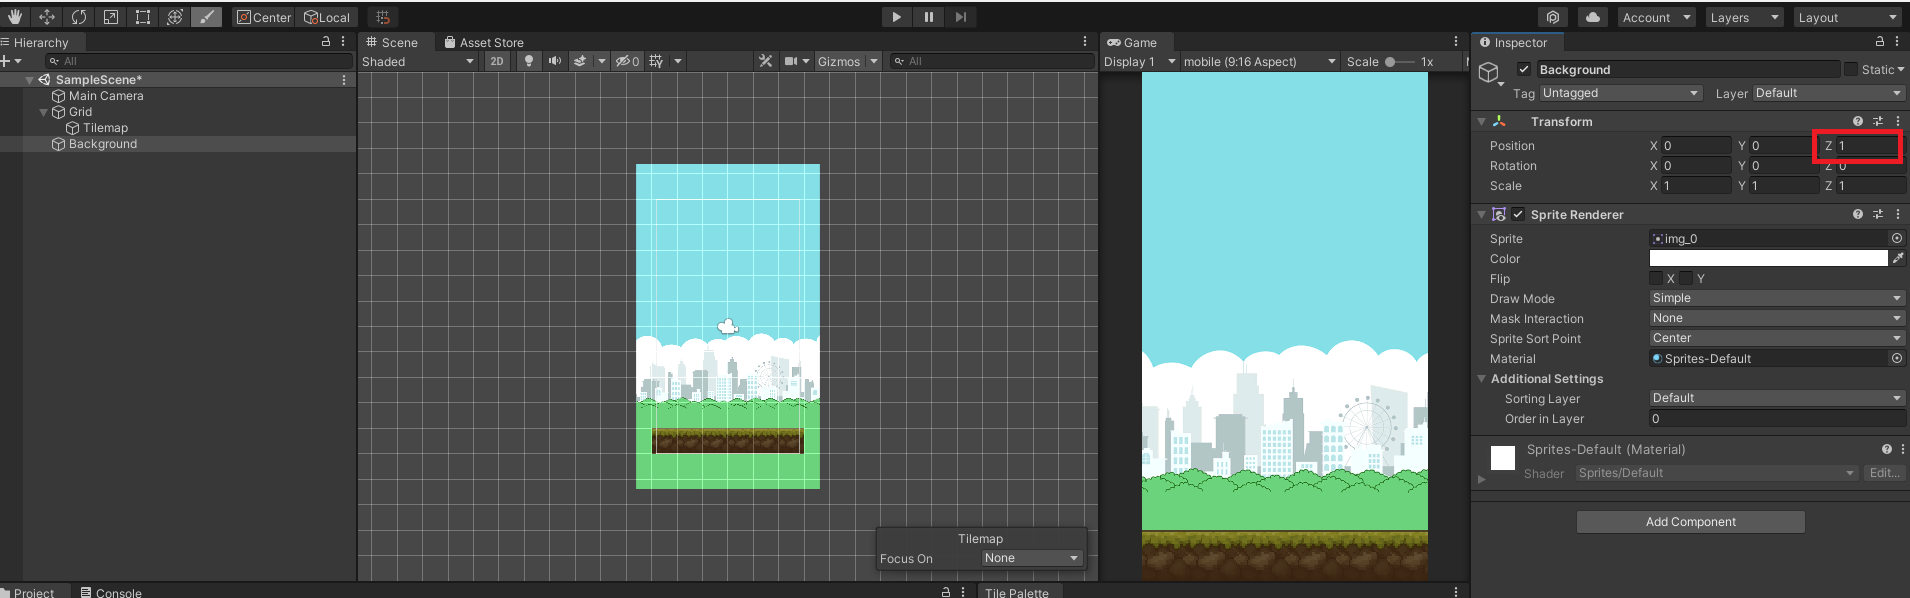 Center Local Account Layers Layout
Hierarchy
All
SampleScene*
Main Camera
Grid
Tilemap
Background
Scene Asset Store
Shaded 2D 0 Gizmos All
Tilemap
Focus On None
Game
Display 1 mobile (9:16 Aspect) Scale 1x
Inspector
Background Static
Tag Untagged Layer Default
Transform
Position X 0 Y 0 Z 1
Rotation X 0 Y 0 Z 0
Scale X 1 Y 1 Z 1
Sprite Renderer
Sprite img_0
Color
Flip X Y
Draw Mode Simple
Mask Interaction None
Sprite Sort Point Center
Material Sprites-Default
Additional Settings
Sorting Layer Default
Order in Layer 0
Sprites-Default (Material)
Shader Sprites/Default Edit...
Add Component
Project Console Tile Palette